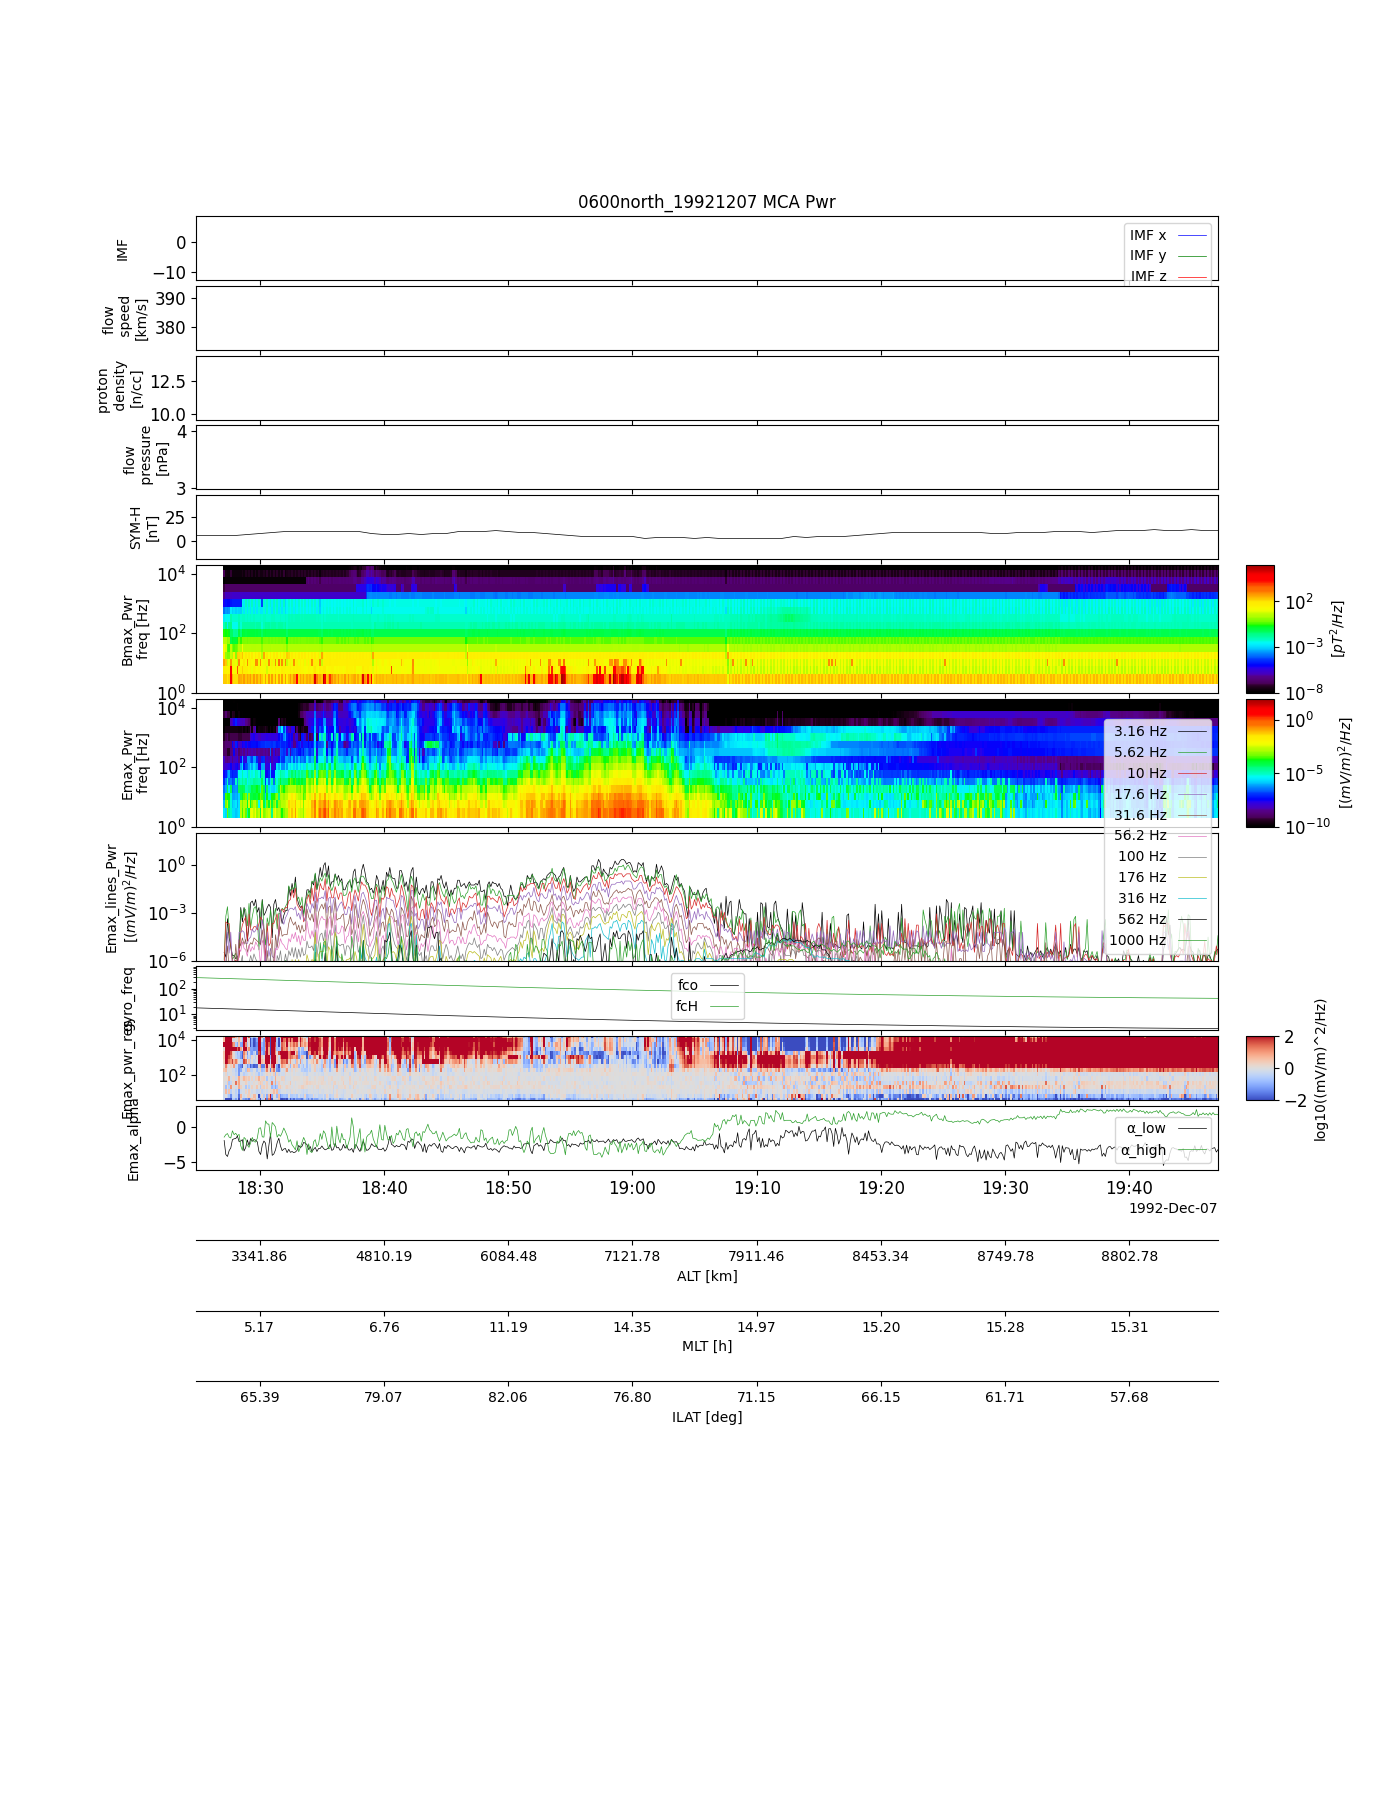 0600north_19921207 MCA Pwr
IMF
0
−10
IMF x
IMF y
IMF z
flow
speed
[km/s]
390
380
proton
density
[n/cc]
12.5
10.0
flow
pressure
[nPa]
4
3
SYM-H
[nT]
25
0
Bmax_Pwr
freq [Hz]
10^4
10^2
10^0
10^2
10^−3
10^−8
[pT^2/Hz]
Emax_Pwr
freq [Hz]
10^4
10^2
10^0
10^0
10^−5
10^−10
[(mV/m)^2/Hz]
3.16 Hz
5.62 Hz
10 Hz
17.6 Hz
31.6 Hz
56.2 Hz
100 Hz
176 Hz
316 Hz
562 Hz
1000 Hz
Emax_lines_Pwr
[(mV/m)^2/Hz]
10^0
10^−3
10^−6
gyro_freq
10^2
10^1
fco
fcH
Emax_pwr_reg
10^4
10^2
2
0
−2
log10((mV/m)^2/Hz)
Emax_alpha
0
−5
α_low
α_high
18:30 18:40 18:50 19:00 19:10 19:20 19:30 19:40
1992-Dec-07
3341.86 4810.19 6084.48 7121.78 7911.46 8453.34 8749.78 8802.78
ALT [km]
5.17 6.76 11.19 14.35 14.97 15.20 15.28 15.31
MLT [h]
65.39 79.07 82.06 76.80 71.15 66.15 61.71 57.68
ILAT [deg]